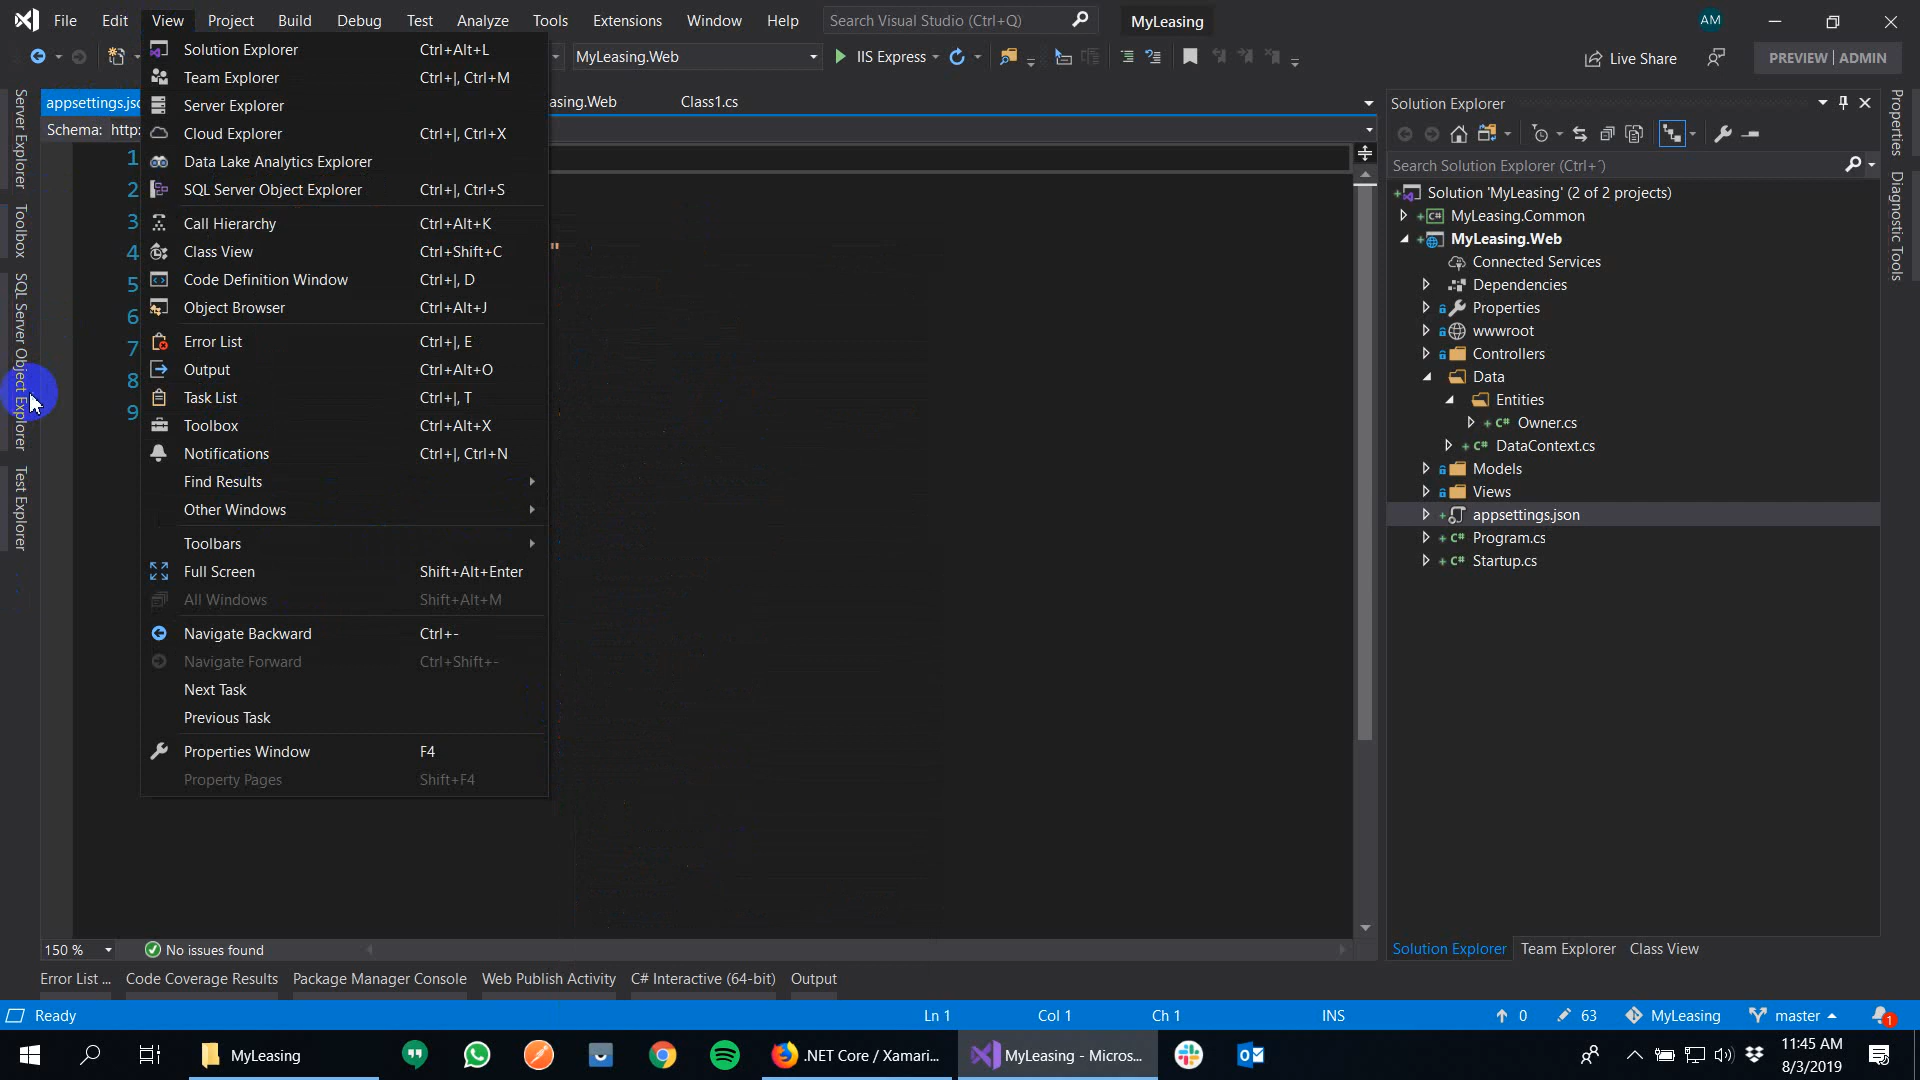 File Edit View Project Build Debug Test Analyze Tools Extensions Window Help Search Visual Studio (Ctrl+Q) MyLeasing AM
MyLeasing.Web IIS Express Live Share PREVIEW | ADMIN
appsettings.jsc asing.Web Class1.cs
Schema: http:
Server Explorer
Toolbox
SQL Server Object Explorer
Test Explorer
1
2
3
4
5
6
7
8
9
"
Solution Explorer Ctrl+Alt+L
Team Explorer Ctrl+|, Ctrl+M
Server Explorer
Cloud Explorer Ctrl+|, Ctrl+X
Data Lake Analytics Explorer
SQL Server Object Explorer Ctrl+|, Ctrl+S
Call Hierarchy Ctrl+Alt+K
Class View Ctrl+Shift+C
Code Definition Window Ctrl+|, D
Object Browser Ctrl+Alt+J
Error List Ctrl+|, E
Output Ctrl+Alt+O
Task List Ctrl+|, T
Toolbox Ctrl+Alt+X
Notifications Ctrl+|, Ctrl+N
Find Results
Other Windows
Toolbars
Full Screen Shift+Alt+Enter
All Windows Shift+Alt+M
Navigate Backward Ctrl+-
Navigate Forward Ctrl+Shift+-
Next Task
Previous Task
Properties Window F4
Property Pages Shift+F4
Solution Explorer
Search Solution Explorer (Ctrl+´)
Solution 'MyLeasing' (2 of 2 projects)
MyLeasing.Common
MyLeasing.Web
Connected Services
Dependencies
Properties
wwwroot
Controllers
Data
Entities
Owner.cs
DataContext.cs
Models
Views
appsettings.json
Program.cs
Startup.cs
Solution Explorer Team Explorer Class View
Properties
Diagnostic Tools
150 % No issues found
Error List ... Code Coverage Results Package Manager Console Web Publish Activity C# Interactive (64-bit) Output
Ready Ln 1 Col 1 Ch 1 INS 0 63 MyLeasing master 1
MyLeasing .NET Core / Xamari... MyLeasing - Micros... 11:45 AM
8/3/2019